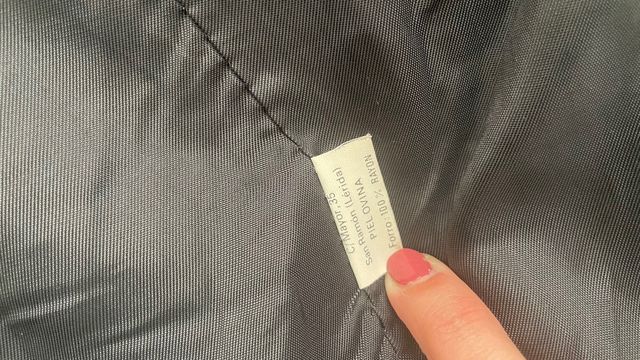 C/Mayor, 35
San Ramón (Lérida)
PIEL OVINA
Forro: 100% RAYON